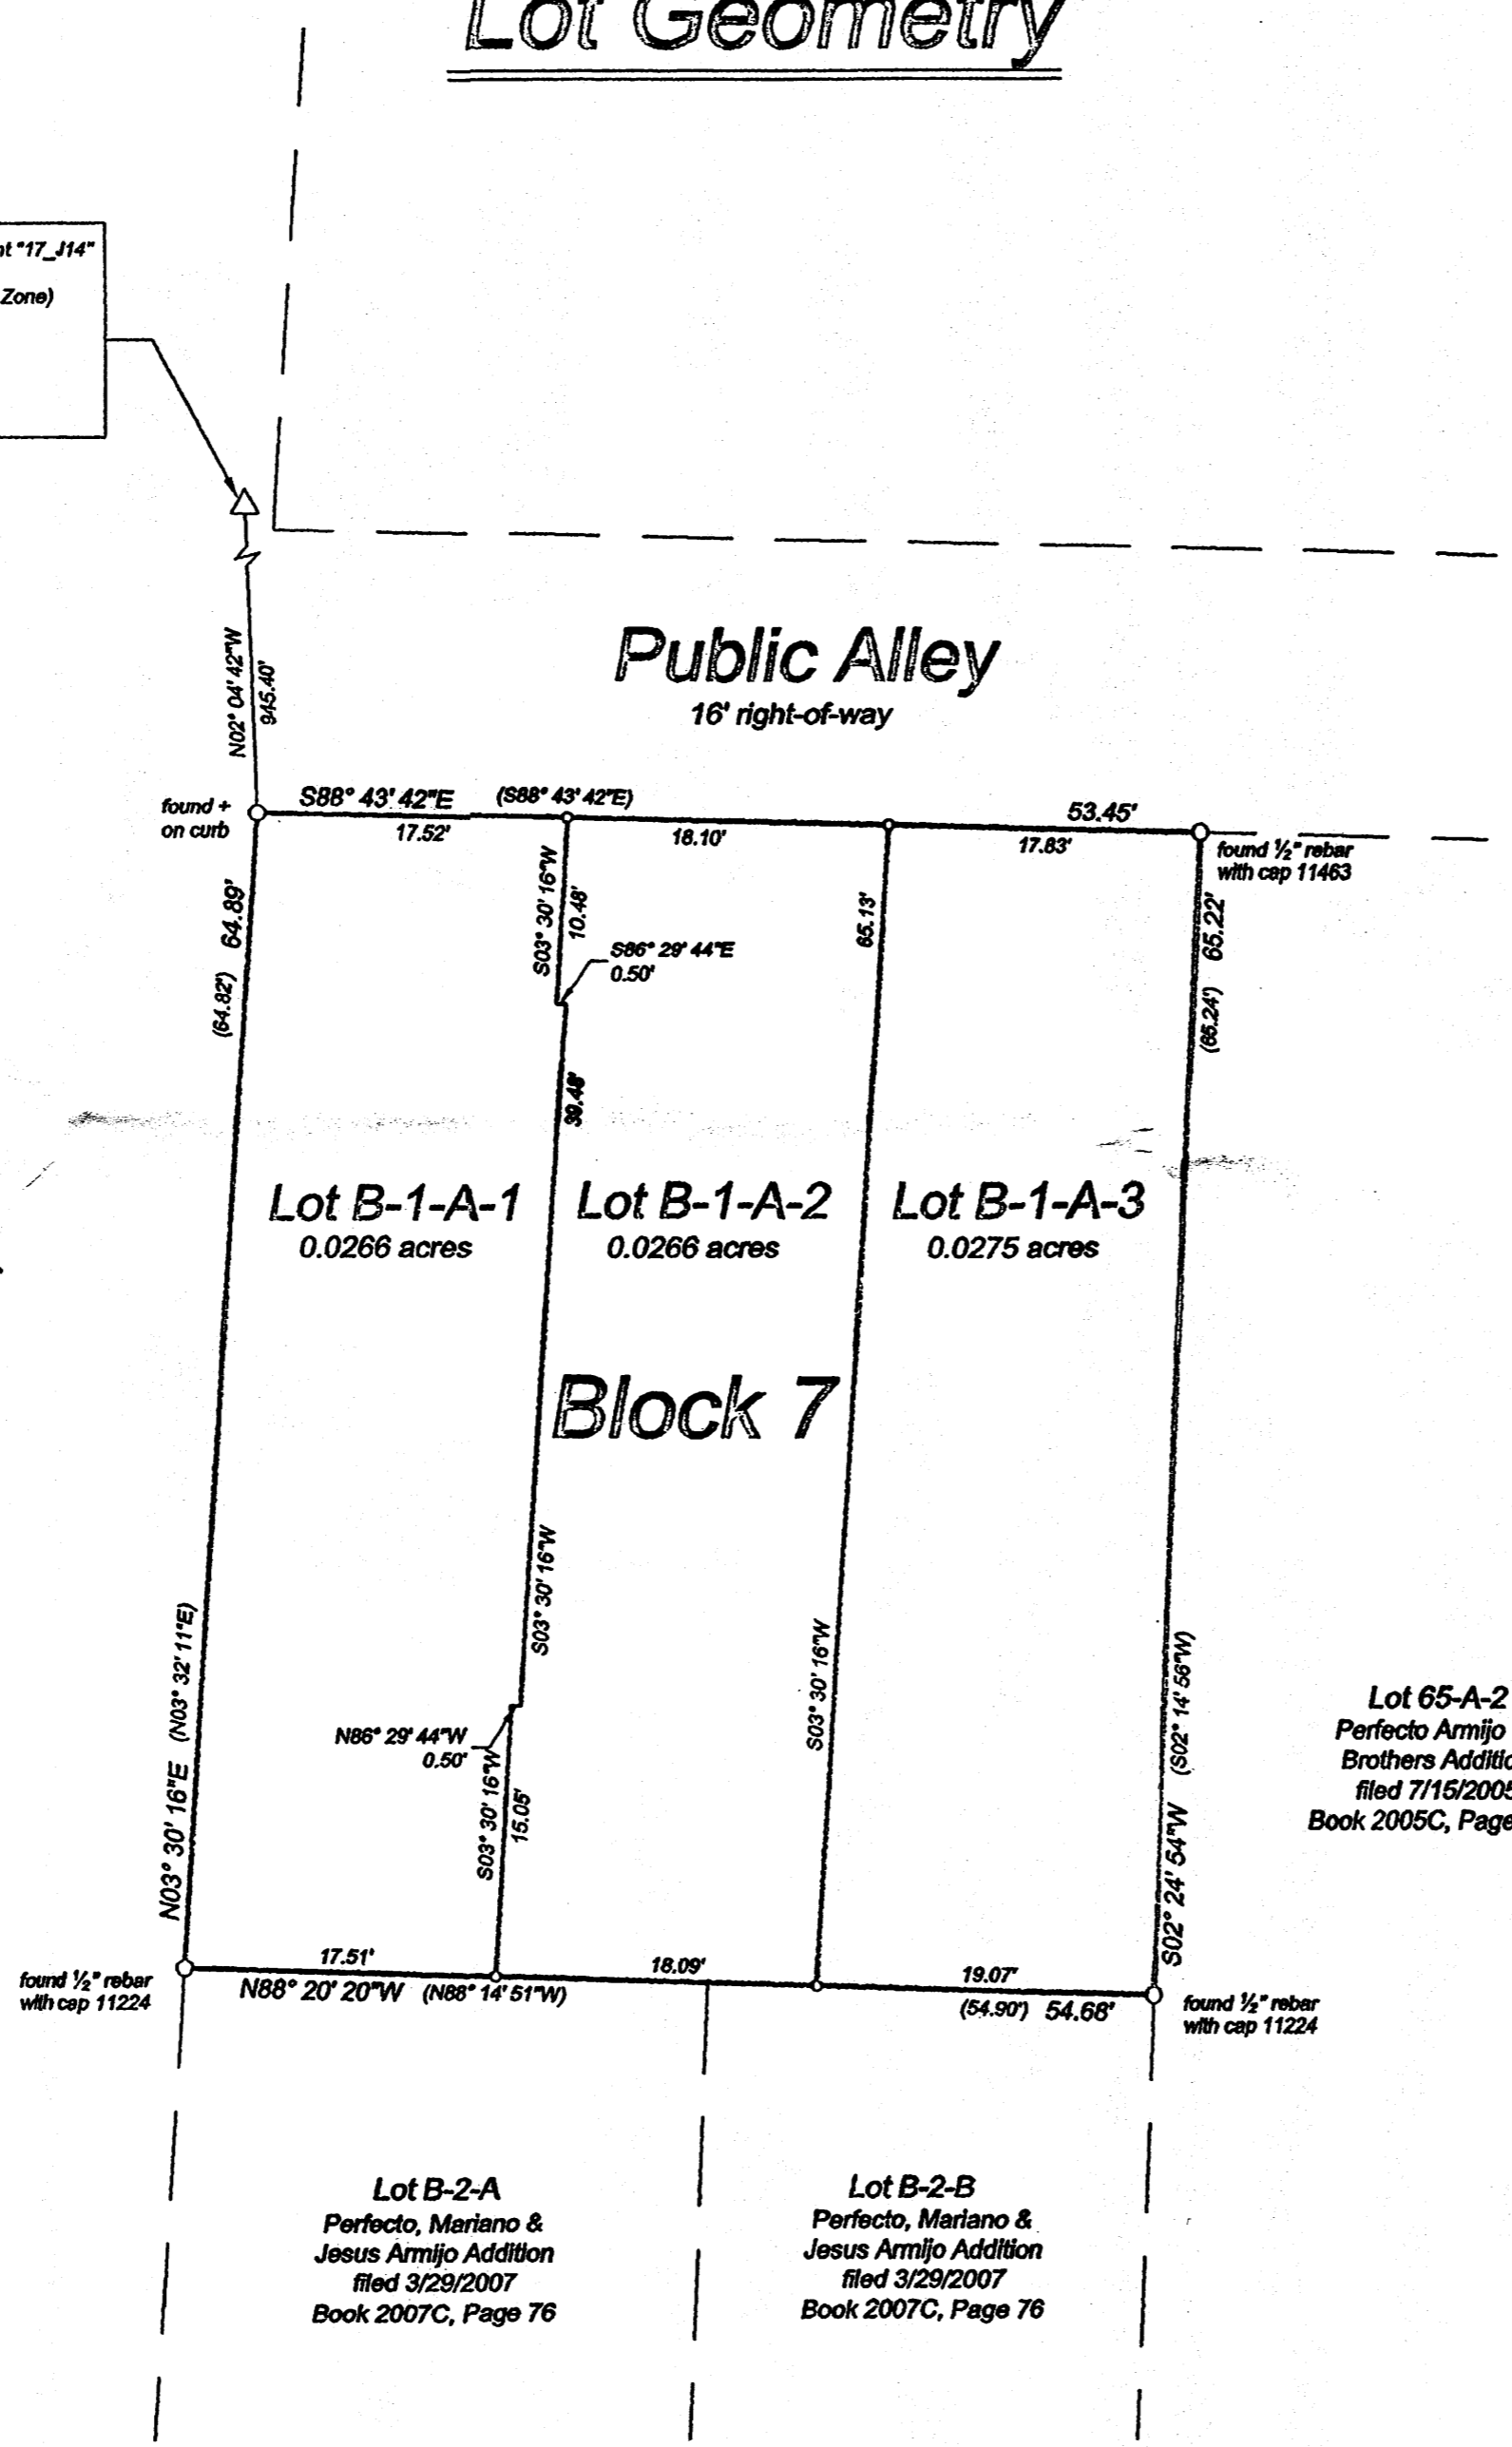 Lot Geometry
"17_J14"
Zone)
N02° 04' 42"W
945.40'
Public Alley
16' right-of-way
found +
on curb
S88° 43' 42"E (S88° 43' 42"E)
53.45'
17.52'
18.10'
17.83'
found ½" rebar
with cap 11463
(64.82') 64.89'
S03° 30' 16"W
10.48'
S86° 29' 44"E
0.50'
65.13'
65.22'
(65.24')
39.48'
Lot B-1-A-1
0.0266 acres
Lot B-1-A-2
0.0266 acres
Lot B-1-A-3
0.0275 acres
Block 7
S03° 30' 16"W
N03° 30' 16"E (N03° 32' 11"E)
N86° 29' 44"W
0.50'
S03° 30' 16"W
15.05'
S03° 30' 16"W
S02° 24' 54"W (S02° 14' 56"W)
Lot 65-A-2
Perfecto Armijo
Brothers
filed 7/15/2005
Book 2005C, Page
found ½" rebar
with cap 11224
17.51'
N88° 20' 20"W (N88° 14' 51"W)
18.09'
19.07'
(54.90') 54.68'
found ½" rebar
with cap 11224
Lot B-2-A
Perfecto, Mariano &
Jesus Armijo Addition
filed 3/29/2007
Book 2007C, Page 76
Lot B-2-B
Perfecto, Mariano &
Jesus Armijo Addition
filed 3/29/2007
Book 2007C, Page 76